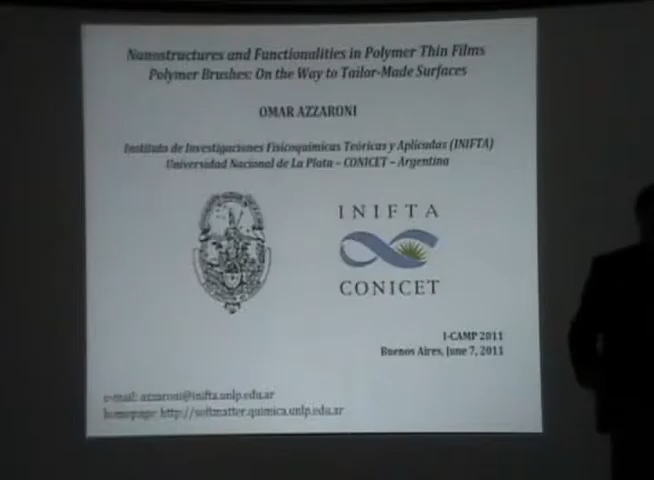 Nanostructures and Functionalities in Polymer Thin Films
Polymer Brushes: On the Way to Tailor-Made Surfaces
OMAR AZZARONI
Instituto de Investigaciones Fisicoquímicas Teóricas y Aplicadas (INIFTA)
Universidad Nacional de La Plata – CONICET – Argentina
INIFTA
CONICET
I-CAMP 2011
Buenos Aires, June 7, 2011
e-mail: azzaroni@inifta.unlp.edu.ar
homepage: http://softmatter.quimica.unlp.edu.ar